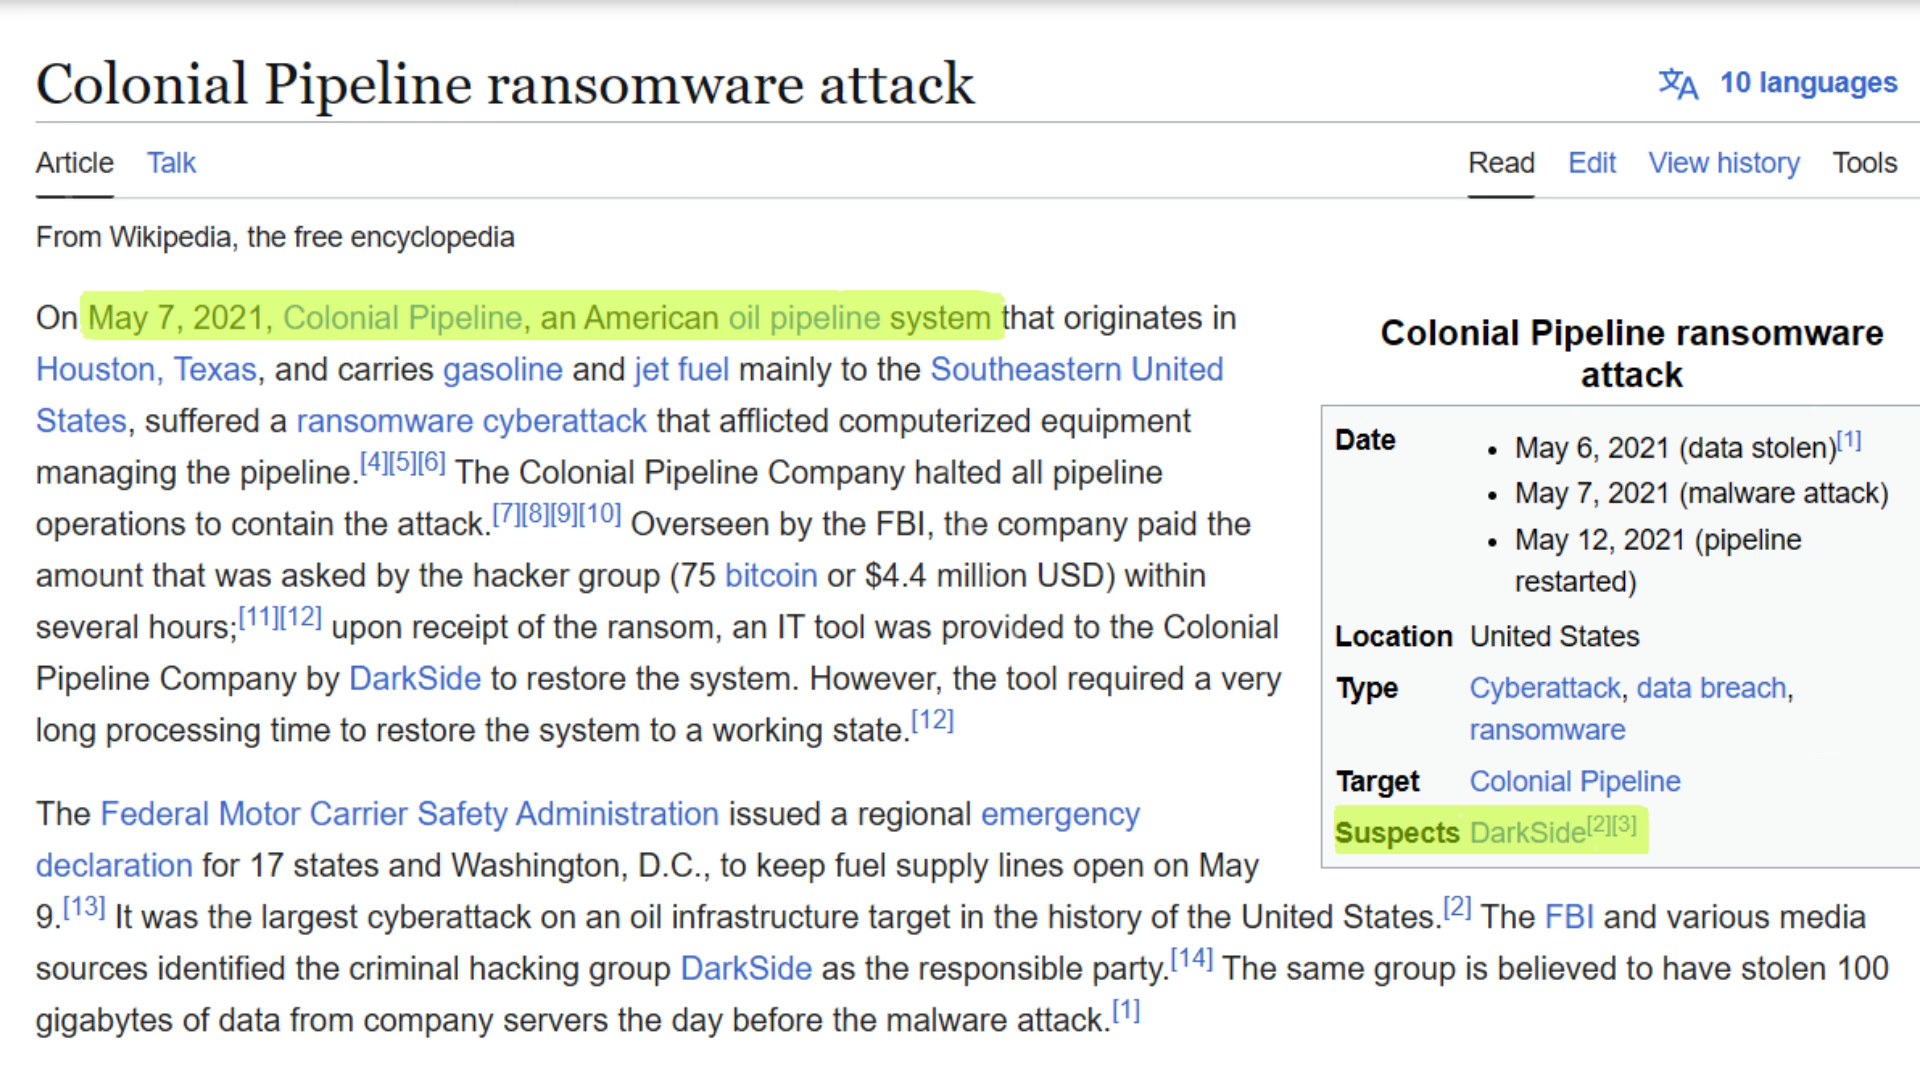 Colonial Pipeline ransomware attack
10 languages
Article Talk
Read Edit View history Tools
From Wikipedia, the free encyclopedia
On May 7, 2021, Colonial Pipeline, an American oil pipeline system that originates in
Houston, Texas, and carries gasoline and jet fuel mainly to the Southeastern United
States, suffered a ransomware cyberattack that afflicted computerized equipment
managing the pipeline.[4][5][6] The Colonial Pipeline Company halted all pipeline
operations to contain the attack.[7][8][9][10] Overseen by the FBI, the company paid the
amount that was asked by the hacker group (75 bitcoin or $4.4 million USD) within
several hours;[11][12] upon receipt of the ransom, an IT tool was provided to the Colonial
Pipeline Company by DarkSide to restore the system. However, the tool required a very
long processing time to restore the system to a working state.[12]
Colonial Pipeline ransomware
attack
Date
• May 6, 2021 (data stolen)[1]
• May 7, 2021 (malware attack)
• May 12, 2021 (pipeline
restarted)
Location United States
Type Cyberattack, data breach,
ransomware
Target Colonial Pipeline
Suspects DarkSide[2][3]
The Federal Motor Carrier Safety Administration issued a regional emergency
declaration for 17 states and Washington, D.C., to keep fuel supply lines open on May
9.[13] It was the largest cyberattack on an oil infrastructure target in the history of the United States.[2] The FBI and various media
sources identified the criminal hacking group DarkSide as the responsible party.[14] The same group is believed to have stolen 100
gigabytes of data from company servers the day before the malware attack.[1]